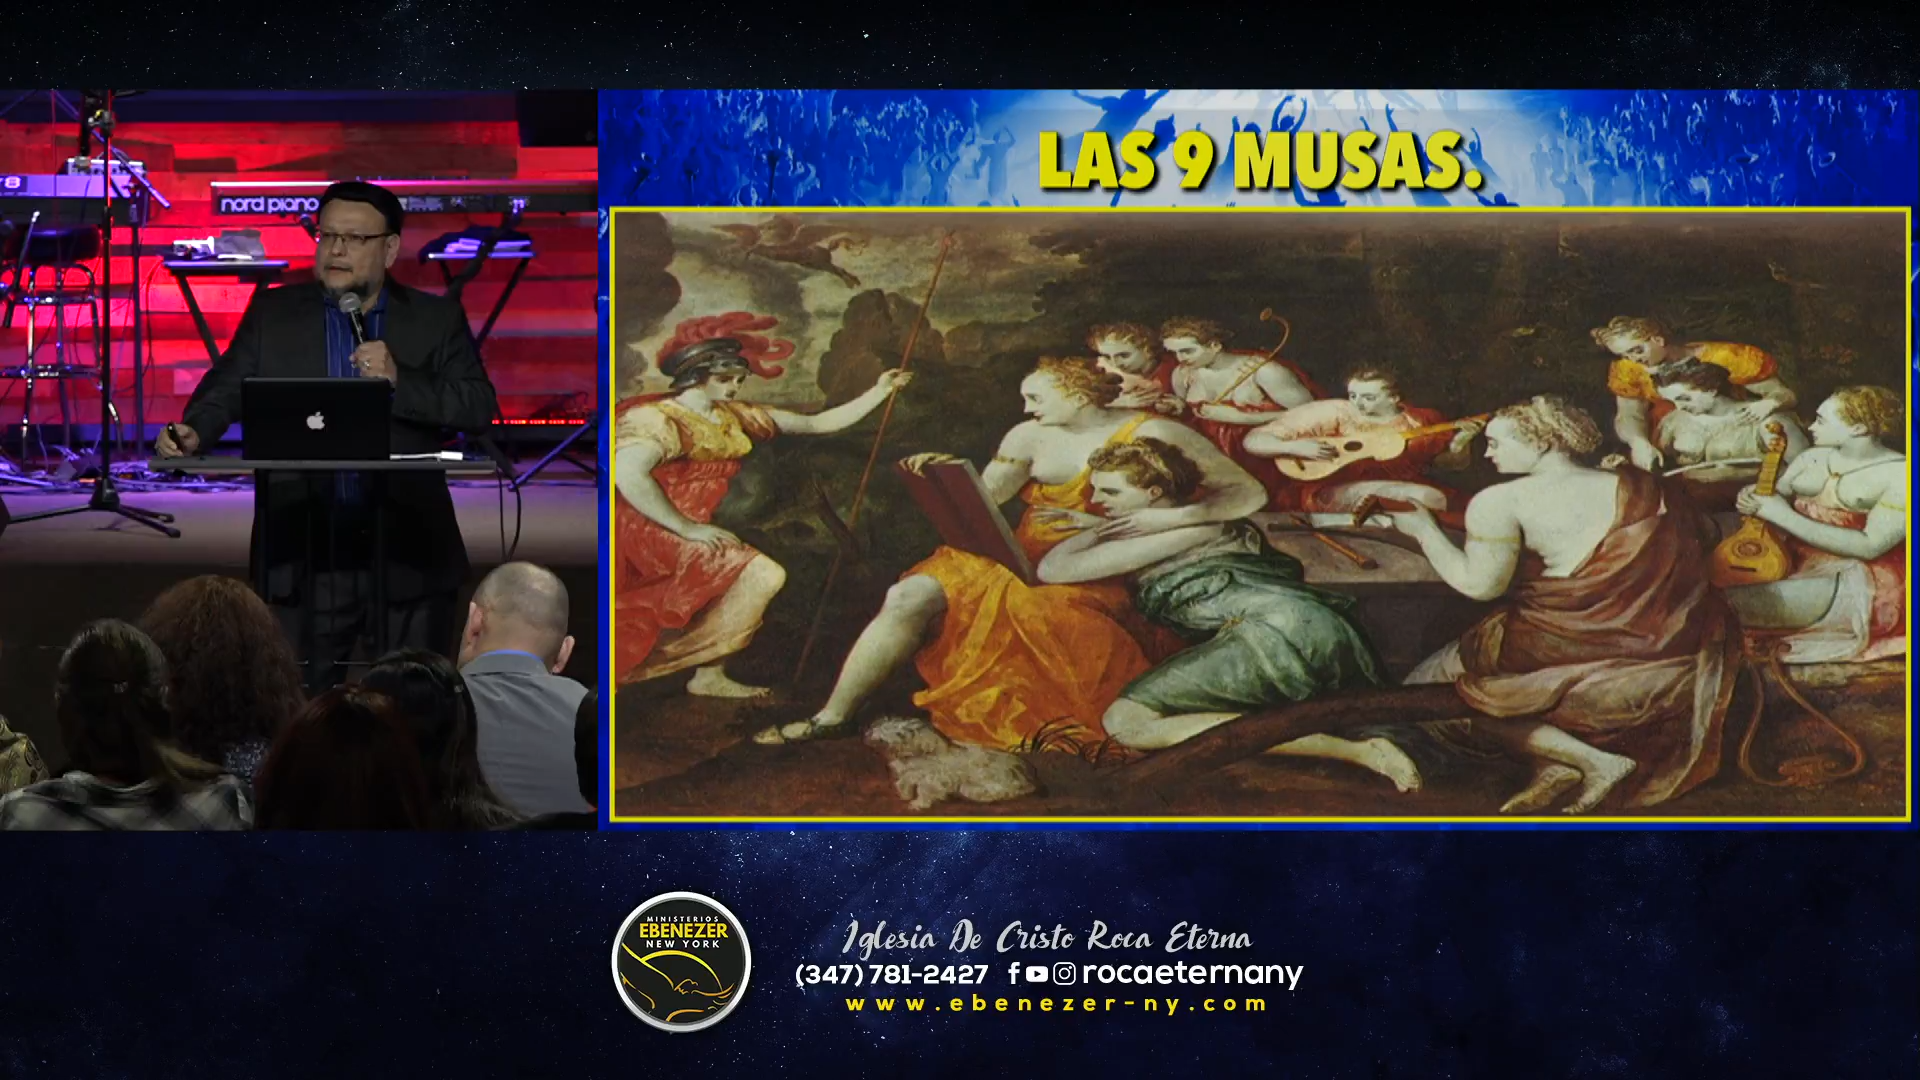 LAS 9 MUSAS.
nord piano
MINISTERIOS
EBENEZER
NEW YORK
Iglesia De Cristo Roca Eterna
(347) 781-2427 rocaeternany
www.ebenezer-ny.com